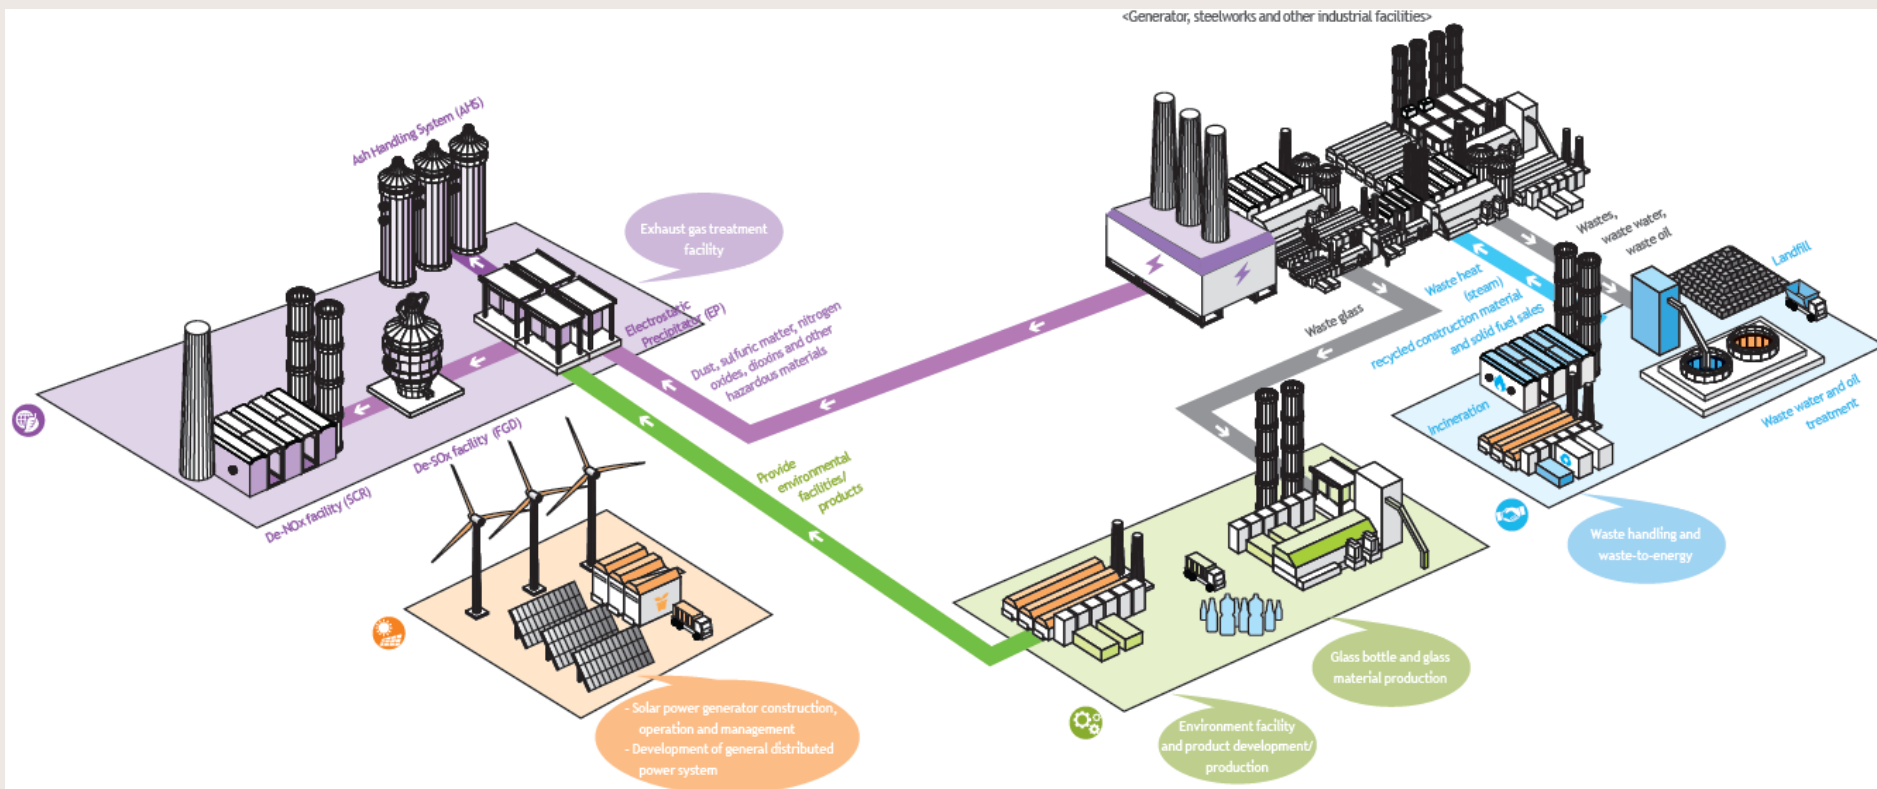 <Generator, steelworks and other industrial facilities>
Ash Handling System (AHS)
Exhaust gas treatment
facility
Electrostatic
Precipitator (EP)
Dust, sulfuric matter, nitrogen
oxides, dioxins and other
hazardous materials
De-SOx facility (FGD)
De-NOx facility (SCR)
Provide
environmental
facilities/
products
Wastes,
waste water,
waste oil
Landfill
Waste heat
(steam)
recycled construction material
and solid fuel sales
Waste glass
Incineration
Waste water and oil
treatment
Waste handling and
waste-to-energy
Glass bottle and glass
material production
Environment facility
and product development/
production
- Solar power generator construction,
operation and management
- Development of general distributed
power system